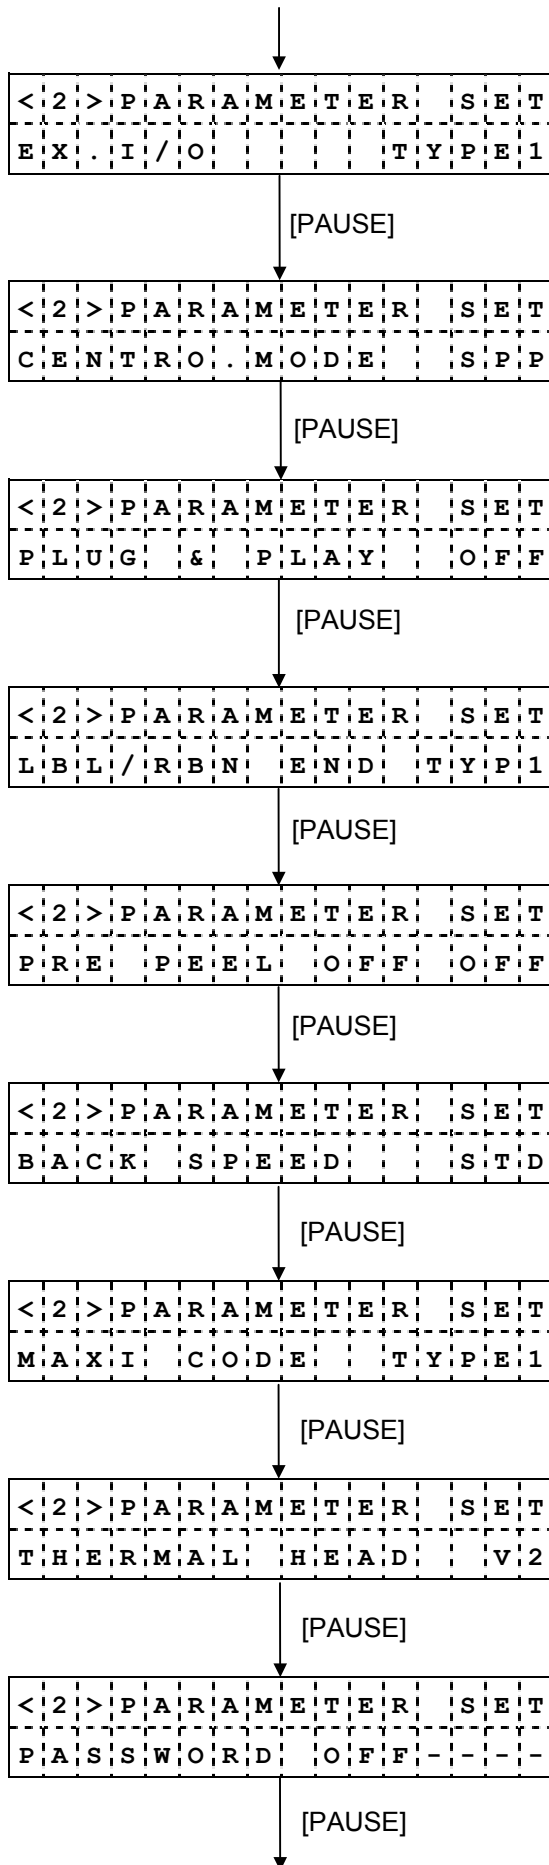 <2>PARAMETER SET
EX.I/O     TYPE1
[PAUSE]
<2>PARAMETER SET
CENTRO.MODE  SPP
[PAUSE]
<2>PARAMETER SET
PLUG & PLAY  OFF
[PAUSE]
<2>PARAMETER SET
LBL/RBN END TYP1
[PAUSE]
<2>PARAMETER SET
PRE PEEL OFF OFF
[PAUSE]
<2>PARAMETER SET
BACK SPEED   STD
[PAUSE]
<2>PARAMETER SET
MAXI CODE  TYPE1
[PAUSE]
<2>PARAMETER SET
THERMAL HEAD  V2
[PAUSE]
<2>PARAMETER SET
PASSWORD OFF----
[PAUSE]